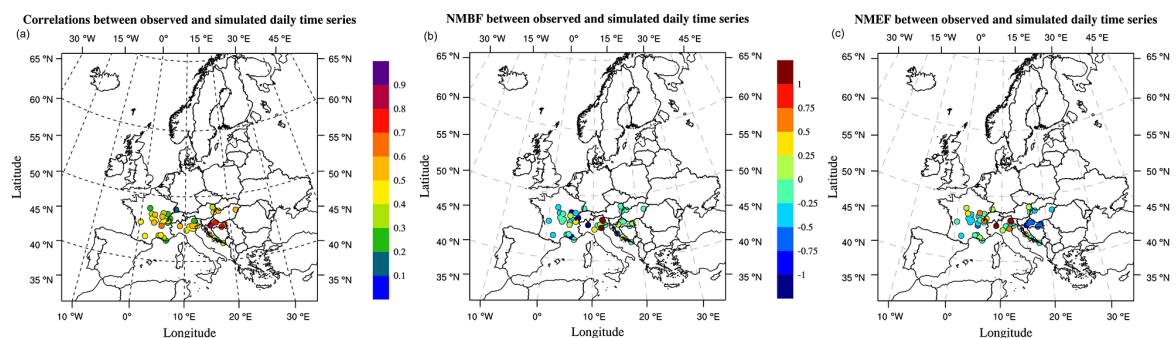 Correlations between observed and simulated daily time series
(a)
30 °W 15 °W 0° 15 °E 30 °E 45 °E
65 °N 65 °N
60 °N 60 °N
55 °N 55 °N
50 °N 50 °N
45 °N 45 °N
40 °N 40 °N
35 °N 35 °N
Latitude
10 °W 0° 10 °E 20 °E 30 °E
Longitude
0.9
0.8
0.7
0.6
0.5
0.4
0.3
0.2
0.1
NMBF between observed and simulated daily time series
(b)
30 °W 15 °W 0° 15 °E 30 °E 45 °E
65 °N 65 °N
60 °N 60 °N
55 °N 55 °N
50 °N 50 °N
45 °N 45 °N
40 °N 40 °N
35 °N 35 °N
Latitude
10 °W 0° 10 °E 20 °E 30 °E
Longitude
1
0.75
0.5
0.25
0
-0.25
-0.5
-0.75
-1
NMEF between observed and simulated daily time series
(c)
30 °W 15 °W 0° 15 °E 30 °E 45 °E
65 °N 65 °N
60 °N 60 °N
55 °N 55 °N
50 °N 50 °N
45 °N 45 °N
40 °N 40 °N
35 °N 35 °N
Latitude
10 °W 0° 10 °E 20 °E 30 °E
Longitude